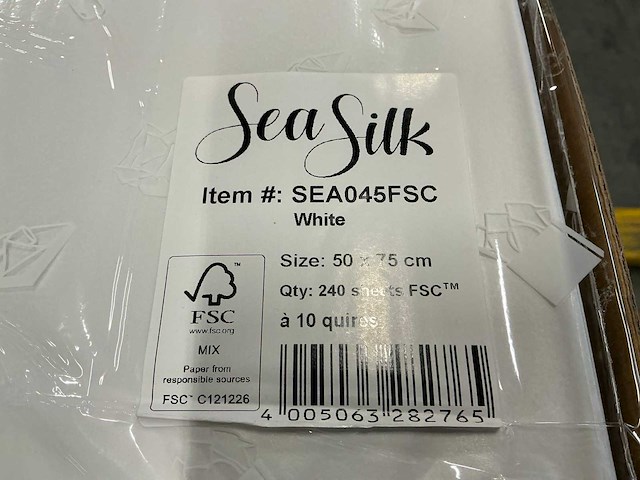 Sea Silk
Item #: SEA045FSC
White
Size: 50 x 75 cm
Qty: 240 sheets FSC™
à 10 quires
™
FSC
www.fsc.org
MIX
Paper from
responsible sources
FSC® C121226
4 005063 282765